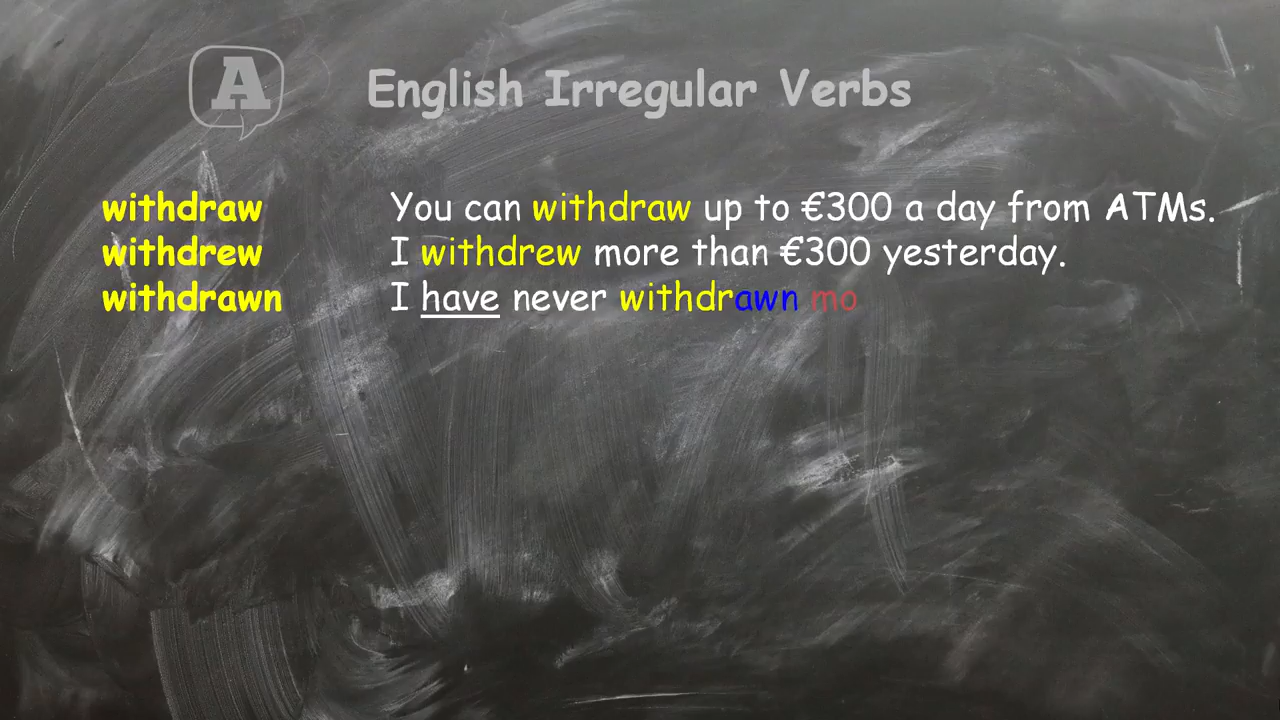 A
English Irregular Verbs
withdraw You can withdraw up to €300 a day from ATMs.
withdrew I withdrew more than €300 yesterday.
withdrawn I have never withdrawn mo